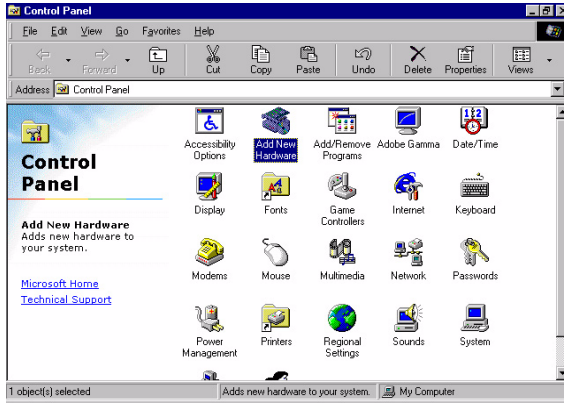 Control Panel
File Edit View Go Favorites Help
Back Forward Up Cut Copy Paste Undo Delete Properties Views
Address Control Panel
Control
Panel
Add New Hardware
Adds new hardware to
your system.
Microsoft Home
Technical Support
Accessibility
Options
Add New
Hardware
Add/Remove
Programs
Adobe Gamma
Date/Time
Display
Fonts
Game
Controllers
Internet
Keyboard
Modems
Mouse
Multimedia
Network
Passwords
Power
Management
Printers
Regional
Settings
Sounds
System
1 object(s) selected
Adds new hardware to your system.
My Computer